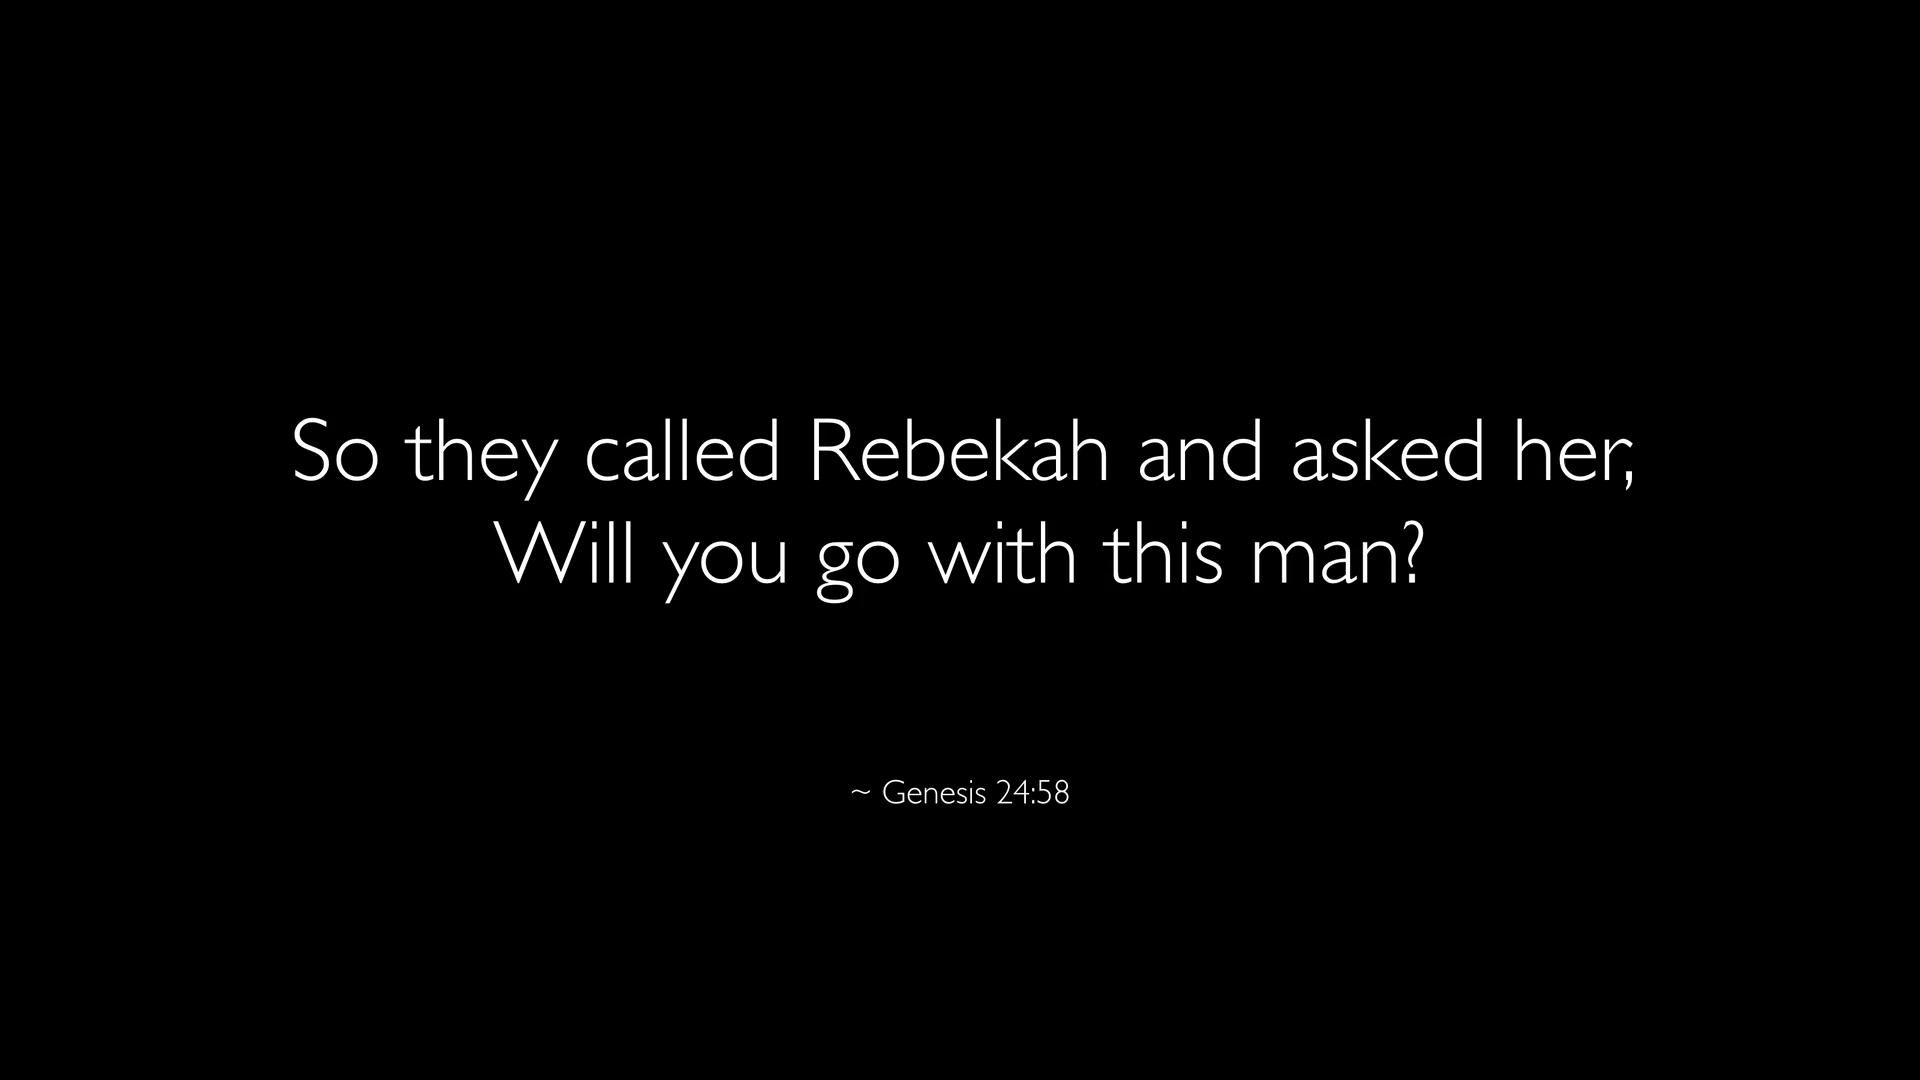 So they called Rebekah and asked her,
Will you go with this man?
~ Genesis 24:58